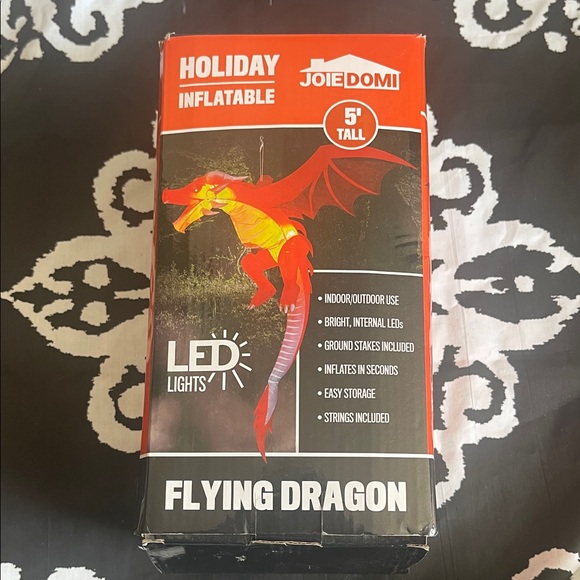 HOLIDAY
INFLATABLE
JOIEDOMI
5'
TALL
• INDOOR/OUTDOOR USE
• BRIGHT, INTERNAL LEDs
• GROUND STAKES INCLUDED
• INFLATES IN SECONDS
• EASY STORAGE
• STRINGS INCLUDED
LED
LIGHTS
FLYING DRAGON